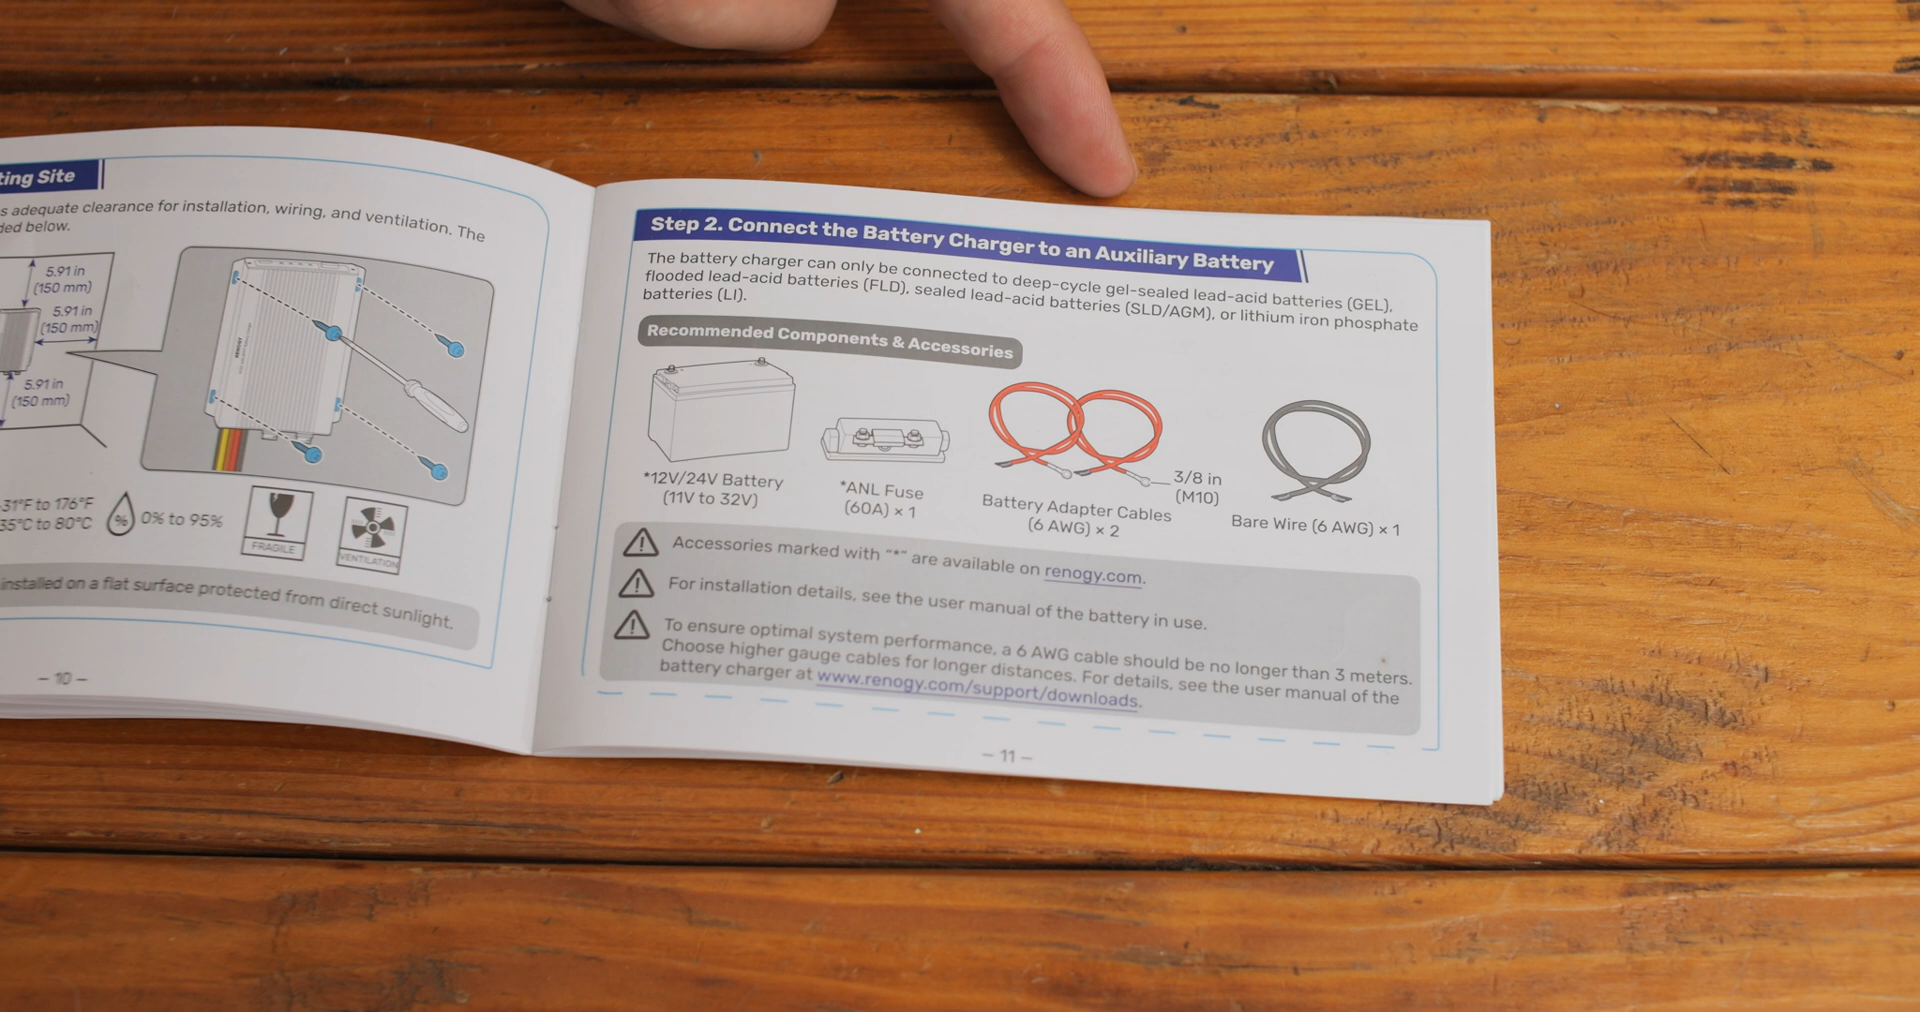 ting Site
s adequate clearance for installation, wiring, and ventilation. The
ded below.
5.91 in
(150 mm)
5.91 in
(150 mm)
5.91 in
(150 mm)
RENOGY
-31°F to 176°F
35°C to 80°C
%
0% to 95%
FRAGILE
VENTILATION
installed on a flat surface protected from direct sunlight.
– 10 –
Step 2. Connect the Battery Charger to an Auxiliary Battery
The battery charger can only be connected to deep-cycle gel-sealed lead-acid batteries (GEL),
flooded lead-acid batteries (FLD), sealed lead-acid batteries (SLD/AGM), or lithium iron phosphate
batteries (LI).
Recommended Components & Accessories
*12V/24V Battery
(11V to 32V)
*ANL Fuse
(60A) × 1
Battery Adapter Cables
(6 AWG) × 2
3/8 in
(M10)
Bare Wire (6 AWG) × 1
Accessories marked with "*" are available on renogy.com.
For installation details, see the user manual of the battery in use.
To ensure optimal system performance, a 6 AWG cable should be no longer than 3 meters.
Choose higher gauge cables for longer distances. For details, see the user manual of the
battery charger at www.renogy.com/support/downloads.
– 11 –